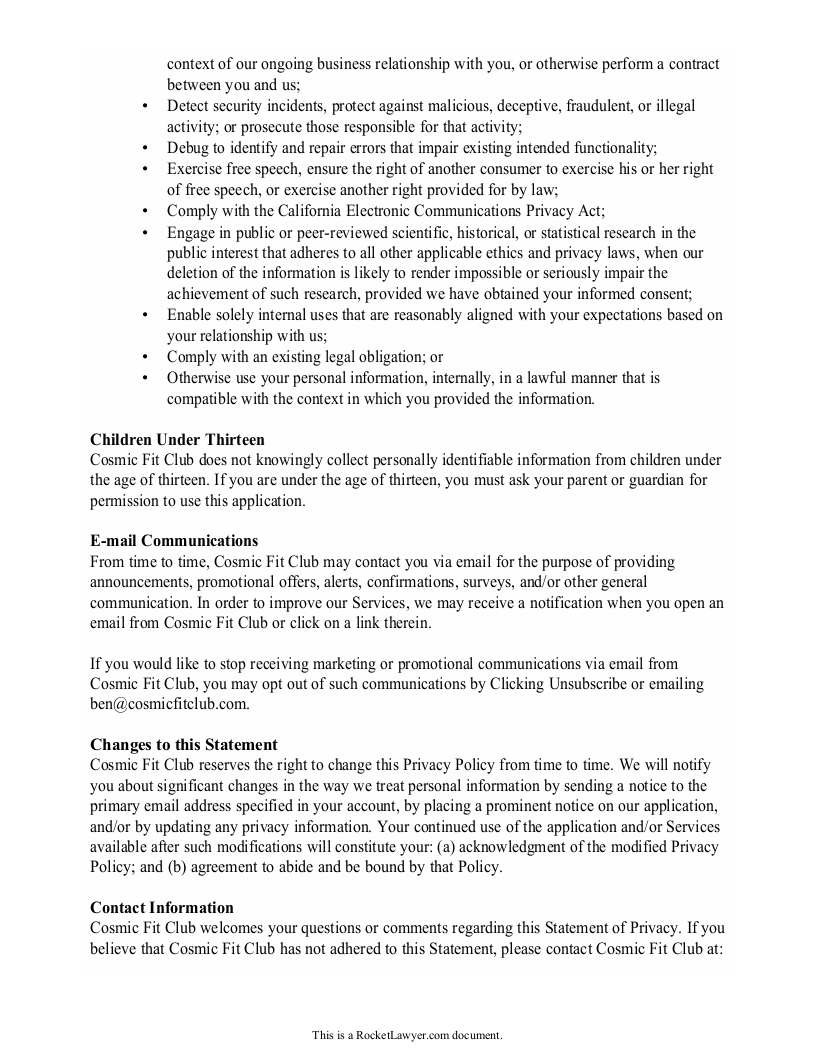 context of our ongoing business relationship with you, or otherwise perform a contract
between you and us;
• Detect security incidents, protect against malicious, deceptive, fraudulent, or illegal
activity; or prosecute those responsible for that activity;
• Debug to identify and repair errors that impair existing intended functionality;
• Exercise free speech, ensure the right of another consumer to exercise his or her right
of free speech, or exercise another right provided for by law;
• Comply with the California Electronic Communications Privacy Act;
• Engage in public or peer-reviewed scientific, historical, or statistical research in the
public interest that adheres to all other applicable ethics and privacy laws, when our
deletion of the information is likely to render impossible or seriously impair the
achievement of such research, provided we have obtained your informed consent;
• Enable solely internal uses that are reasonably aligned with your expectations based on
your relationship with us;
• Comply with an existing legal obligation; or
• Otherwise use your personal information, internally, in a lawful manner that is
compatible with the context in which you provided the information.
Children Under Thirteen
Cosmic Fit Club does not knowingly collect personally identifiable information from children under
the age of thirteen. If you are under the age of thirteen, you must ask your parent or guardian for
permission to use this application.
E-mail Communications
From time to time, Cosmic Fit Club may contact you via email for the purpose of providing
announcements, promotional offers, alerts, confirmations, surveys, and/or other general
communication. In order to improve our Services, we may receive a notification when you open an
email from Cosmic Fit Club or click on a link therein.
If you would like to stop receiving marketing or promotional communications via email from
Cosmic Fit Club, you may opt out of such communications by Clicking Unsubscribe or emailing
ben@cosmicfitclub.com.
Changes to this Statement
Cosmic Fit Club reserves the right to change this Privacy Policy from time to time. We will notify
you about significant changes in the way we treat personal information by sending a notice to the
primary email address specified in your account, by placing a prominent notice on our application,
and/or by updating any privacy information. Your continued use of the application and/or Services
available after such modifications will constitute your: (a) acknowledgment of the modified Privacy
Policy; and (b) agreement to abide and be bound by that Policy.
Contact Information
Cosmic Fit Club welcomes your questions or comments regarding this Statement of Privacy. If you
believe that Cosmic Fit Club has not adhered to this Statement, please contact Cosmic Fit Club at:
This is a RocketLawyer.com document.